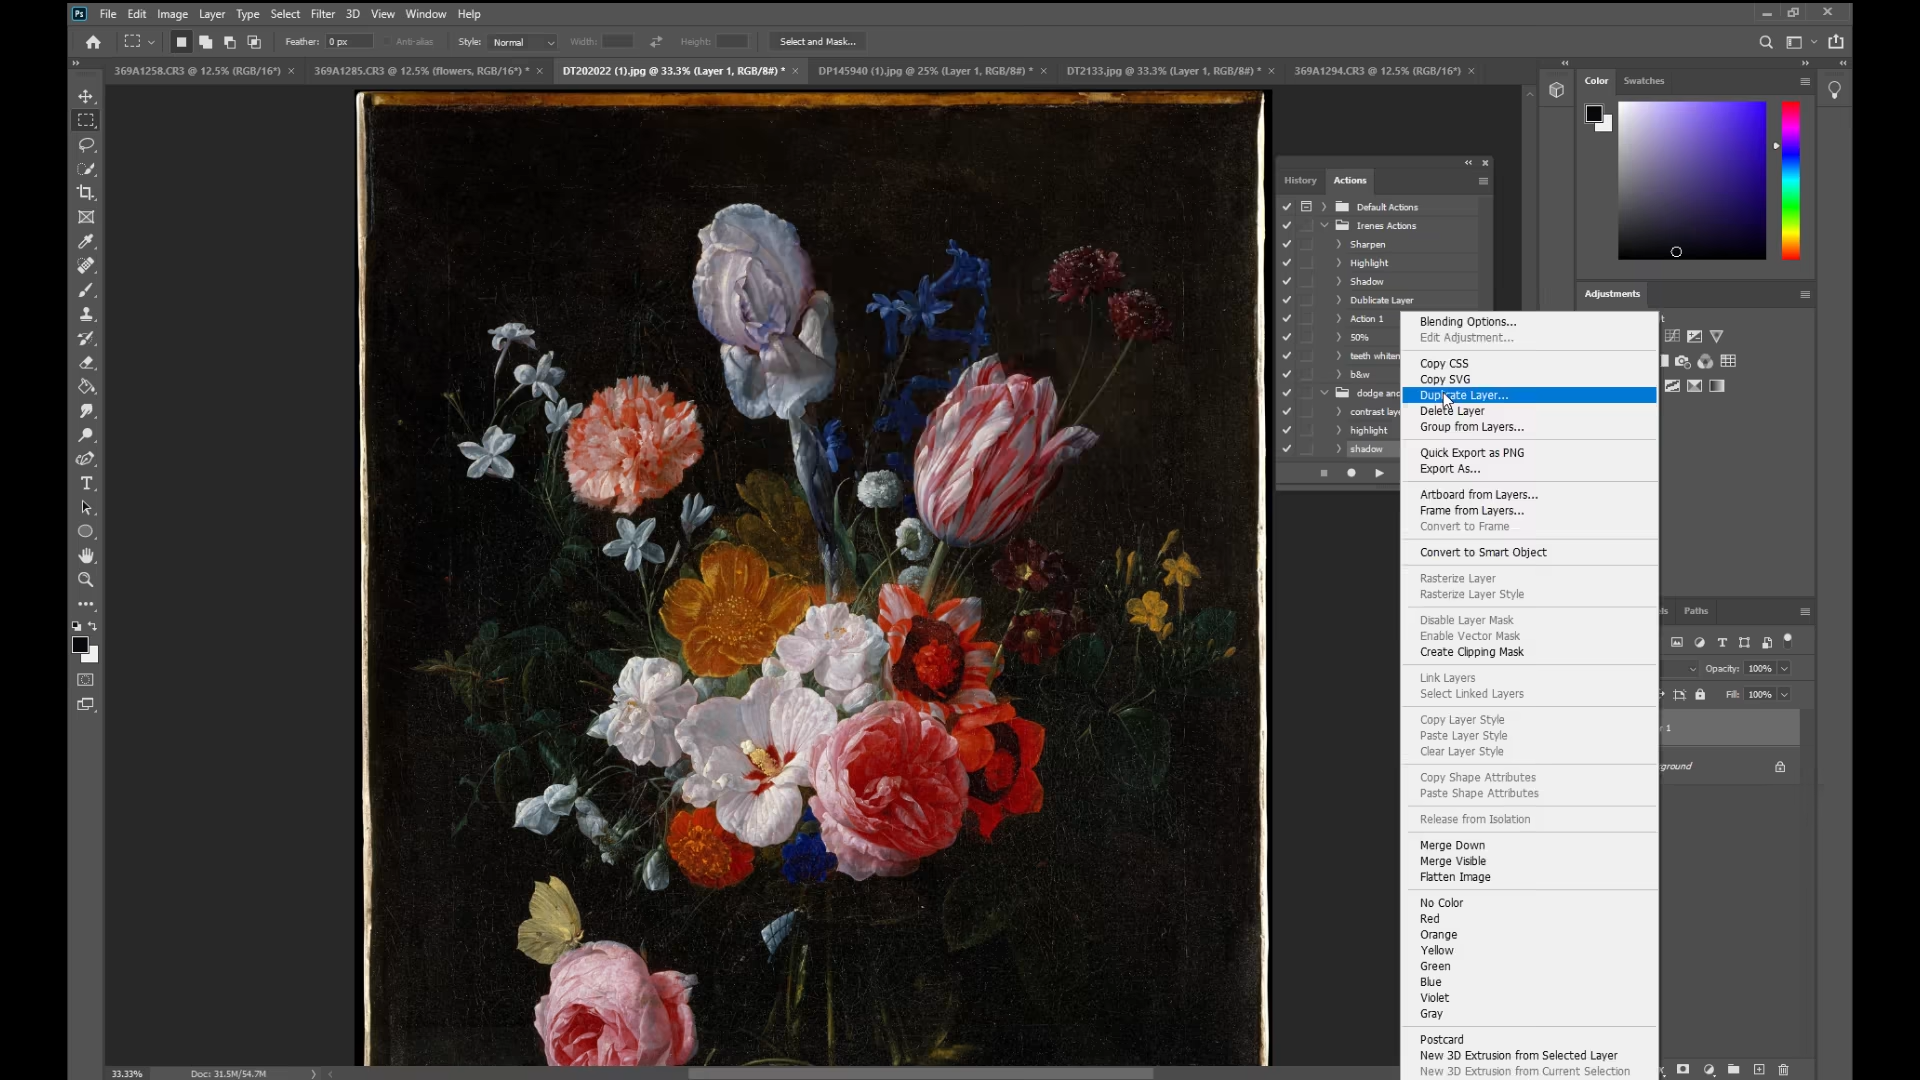 Ps File Edit Image Layer Type Select Filter 3D View Window Help
Feather: 0 px Anti-alias Style: Normal Width: Height: Select and Mask...
369A1258.CR3 @ 12.5% (RGB/16*) × 369A1285.CR3 @ 12.5% (flowers, RGB/16*) * × DT202022 (1).jpg @ 33.3% (Layer 1, RGB/8#) * × DP145940 (1).jpg @ 25% (Layer 1, RGB/8#) * × DT2133.jpg @ 33.3% (Layer 1, RGB/8#) * × 369A1294.CR3 @ 12.5% (RGB/16*) ×
Color Swatches
History Actions
Default Actions
Irenes Actions
Sharpen
Highlight
Shadow
Dublicate Layer
Action 1
50%
teeth whiten
b&w
dodge and
contrast laye
highlight
shadow
Adjustments
Blending Options...
Edit Adjustment...
Copy CSS
Copy SVG
Duplicate Layer...
Delete Layer
Group from Layers...
Quick Export as PNG
Export As...
Artboard from Layers...
Frame from Layers...
Convert to Frame
Convert to Smart Object
Rasterize Layer
Rasterize Layer Style
Disable Layer Mask
Enable Vector Mask
Create Clipping Mask
Link Layers
Select Linked Layers
Copy Layer Style
Paste Layer Style
Clear Layer Style
Copy Shape Attributes
Paste Shape Attributes
Release from Isolation
Merge Down
Merge Visible
Flatten Image
No Color
Red
Orange
Yellow
Green
Blue
Violet
Gray
Postcard
New 3D Extrusion from Selected Layer
New 3D Extrusion from Current Selection
els Paths
Opacity: 100%
Fill: 100%
r 1
ground
33.33% Doc: 31.5M/54.7M